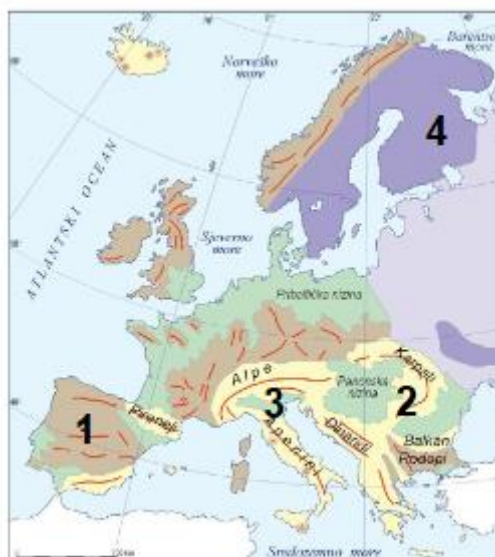 Norveško
more
Barentsovo
more
ATLANTSKI OCEAN
Sjeverno
more
4
Pribaltička nizina
Karpati
Alpe
Panonska
nizina
2
3
1
Pirineji
Apenini
Dinaridi
Balkan
Rodopi
Sredozemno more